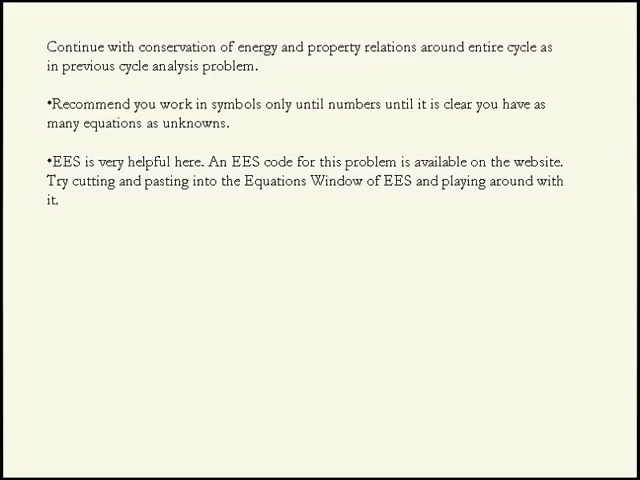 Continue with conservation of energy and property relations around entire cycle as
in previous cycle analysis problem.
•Recommend you work in symbols only until numbers until it is clear you have as
many equations as unknowns.
•EES is very helpful here. An EES code for this problem is available on the website.
Try cutting and pasting into the Equations Window of EES and playing around with
it.